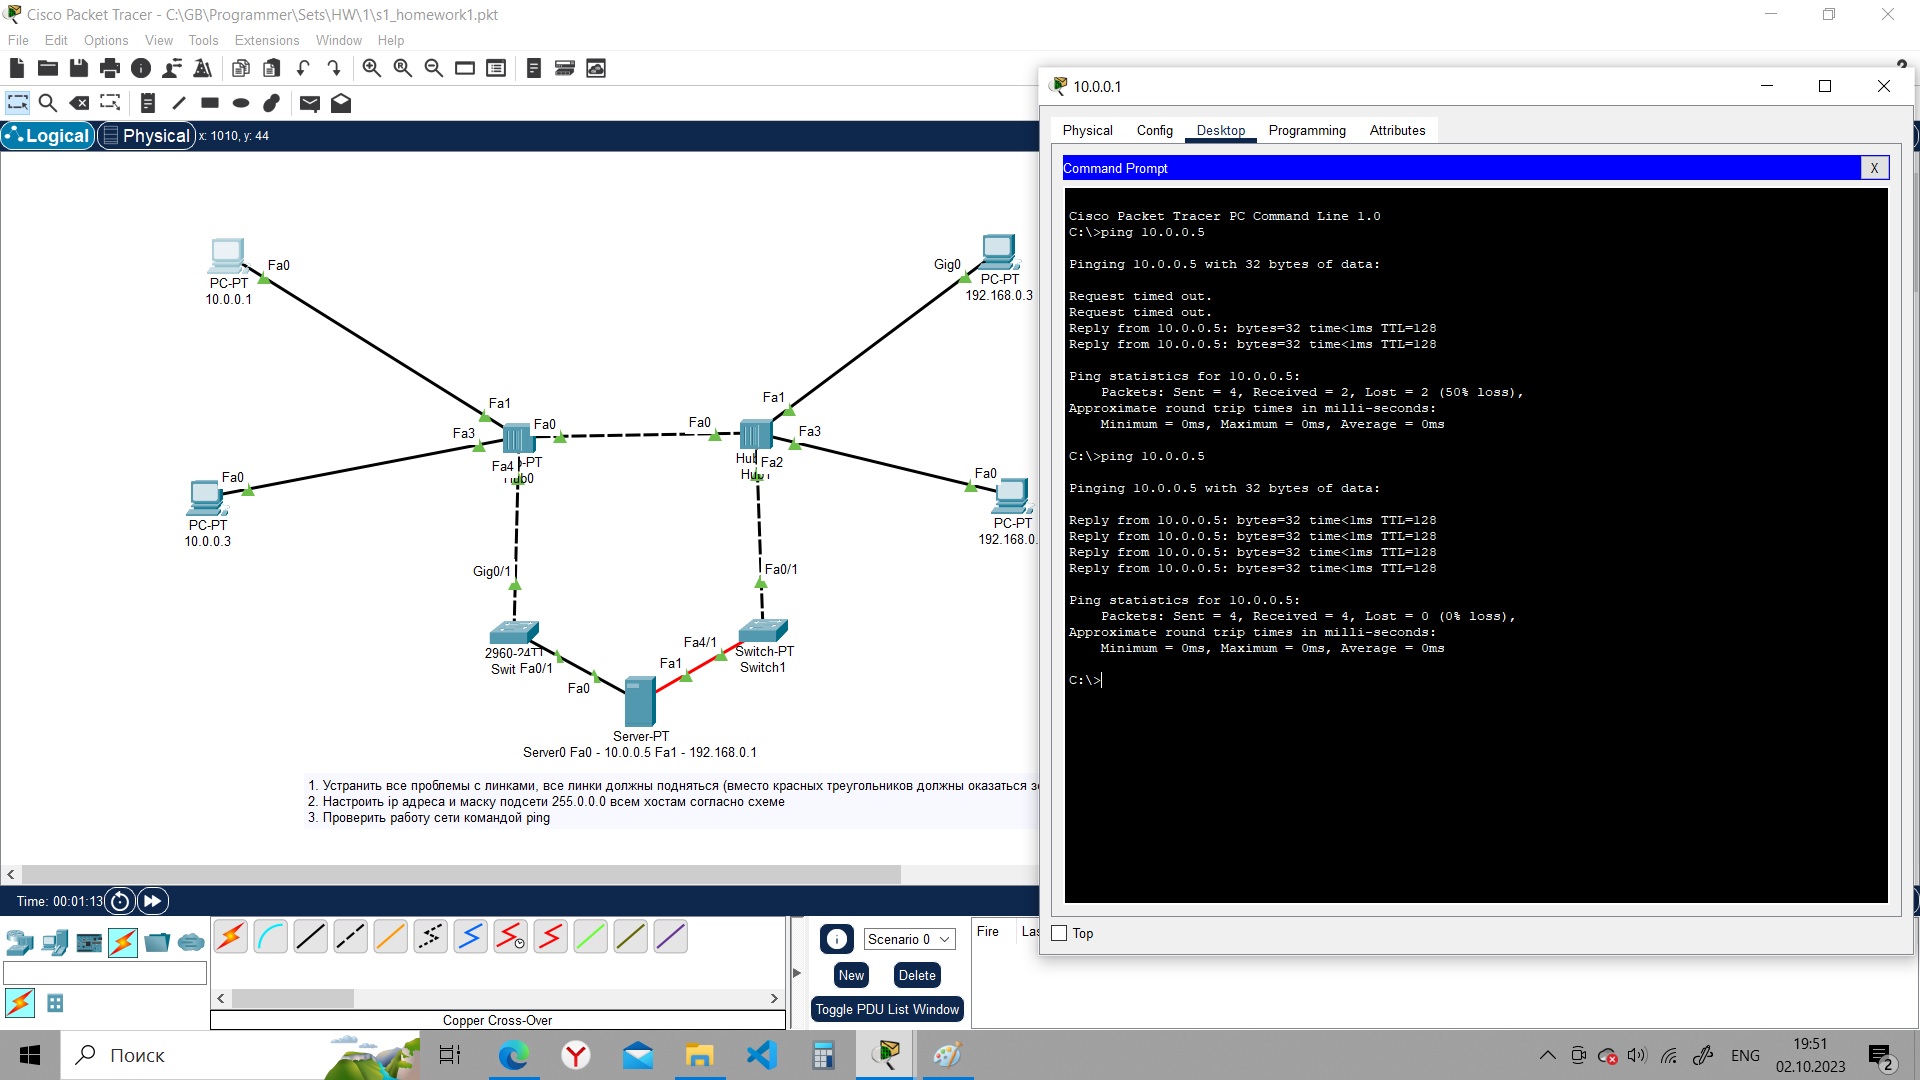 Cisco Packet Tracer - C:\GB\Programmer\Sets\HW\1\s1_homework1.pkt
File Edit Options View Tools Extensions Window Help
Logical Physical x: 1010, y: 44
Fa0
PC-PT
10.0.0.1
Gig0
PC-PT
192.168.0.3
Fa1
Fa3
Fa0
Fa4
-PT
Fa0
Fa1
Fa3
Fa2
Fa0
PC-PT
10.0.0.3
Fa0
PC-PT
192.168.0.
Gig0/1
Fa0/1
Swit Fa0/1
Fa0
Fa4/1
Fa1
Switch-PT
Switch1
Server-PT
Server0 Fa0 - 10.0.0.5 Fa1 - 192.168.0.1
1. Устранить все проблемы с линками, все линки должны подняться (вместо красных треугольников должны оказаться
2. Настроить ip адреса и маску подсети 255.0.0.0 всем хостам согласно схеме
3. Проверить работу сети командой ping
Time: 00:01:13
Copper Cross-Over
Scenario 0
New Delete
Toggle PDU List Window
Fire Las
10.0.0.1
Physical Config Desktop Programming Attributes
Command Prompt X
Cisco Packet Tracer PC Command Line 1.0
C:\>ping 10.0.0.5
Pinging 10.0.0.5 with 32 bytes of data:
Request timed out.
Request timed out.
Reply from 10.0.0.5: bytes=32 time<1ms TTL=128
Reply from 10.0.0.5: bytes=32 time<1ms TTL=128
Ping statistics for 10.0.0.5:
Packets: Sent = 4, Received = 2, Lost = 2 (50% loss),
Approximate round trip times in milli-seconds:
Minimum = 0ms, Maximum = 0ms, Average = 0ms
C:\>ping 10.0.0.5
Pinging 10.0.0.5 with 32 bytes of data:
Reply from 10.0.0.5: bytes=32 time<1ms TTL=128
Reply from 10.0.0.5: bytes=32 time<1ms TTL=128
Reply from 10.0.0.5: bytes=32 time<1ms TTL=128
Reply from 10.0.0.5: bytes=32 time<1ms TTL=128
Ping statistics for 10.0.0.5:
Packets: Sent = 4, Received = 4, Lost = 0 (0% loss),
Approximate round trip times in milli-seconds:
Minimum = 0ms, Maximum = 0ms, Average = 0ms
C:\>
Top
Поиск
ENG
19:51
02.10.2023
2